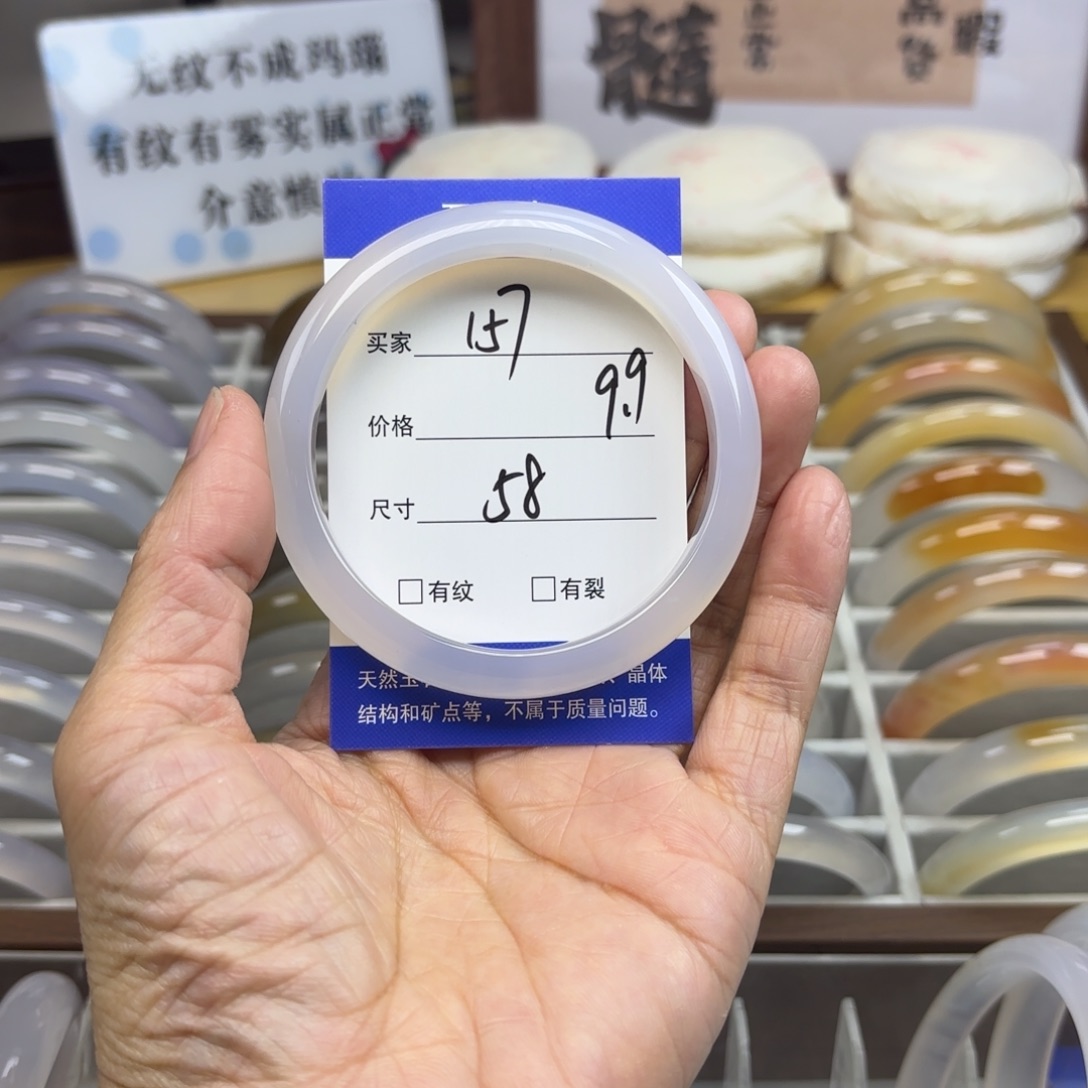 无纹不成玛瑙
有纹有雾实属正常
介意慎
髓
买家 157
9.9
价格
尺寸 58
□有纹 □有裂
天然玉 、晶体
结构和矿点等，不属于质量问题。